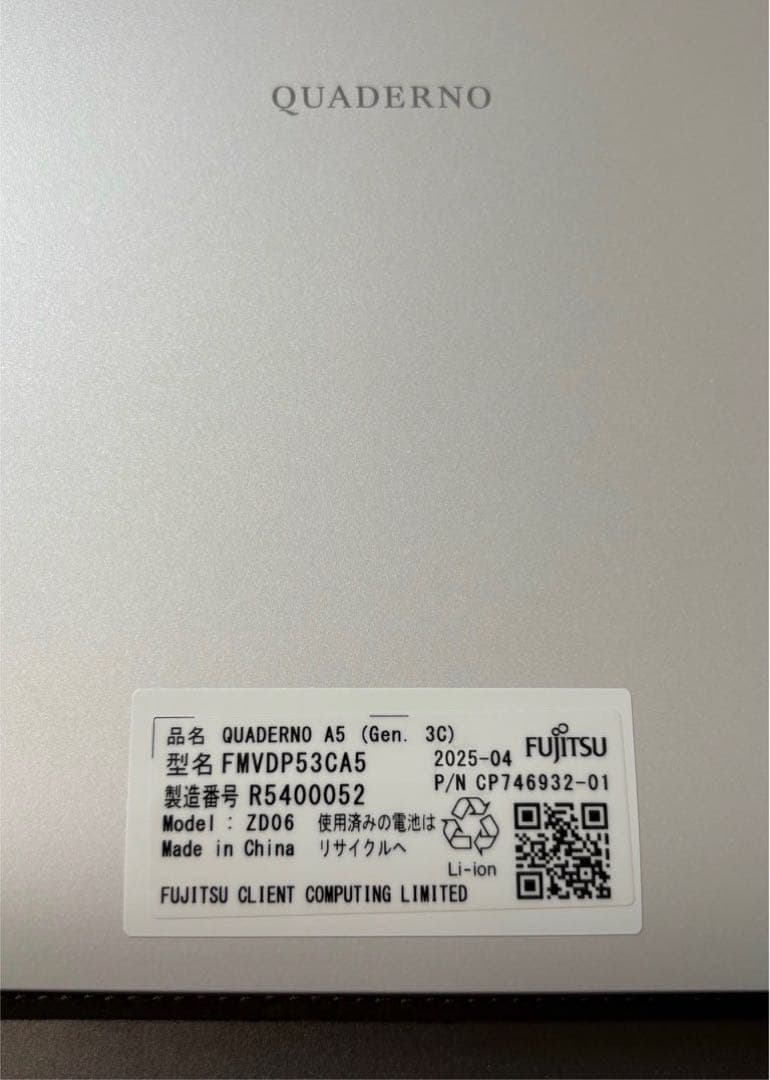 QUADERNO
品名 QUADERNO A5 (Gen. 3C)
型名 FMVDP53CA5
2025-04
FUJITSU
製造番号 R5400052
P/N CP746932-01
Model : ZD06
Made in China
使用済みの電池は
リサイクルへ
Li-ion
FUJITSU CLIENT COMPUTING LIMITED